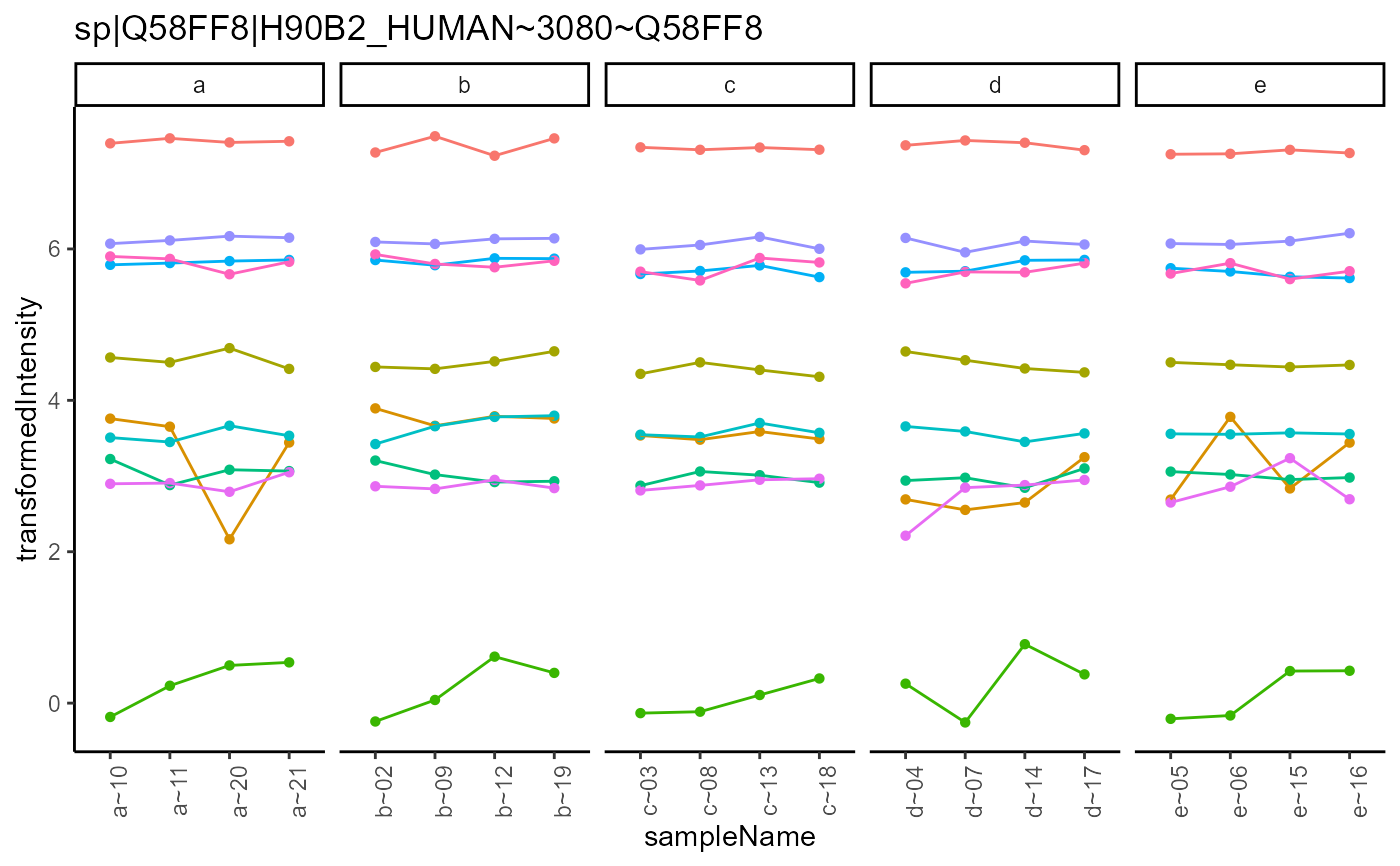 sp|Q58FF8|H90B2_HUMAN~3080~Q58FF8
a b c d e
transformedIntensity
6
4
2
0
a~10 a~11 a~20 a~21 b~02 b~09 b~12 b~19 c~03 c~08 c~13 c~18 d~04 d~07 d~14 d~17 e~05 e~06 e~15 e~16
sampleName